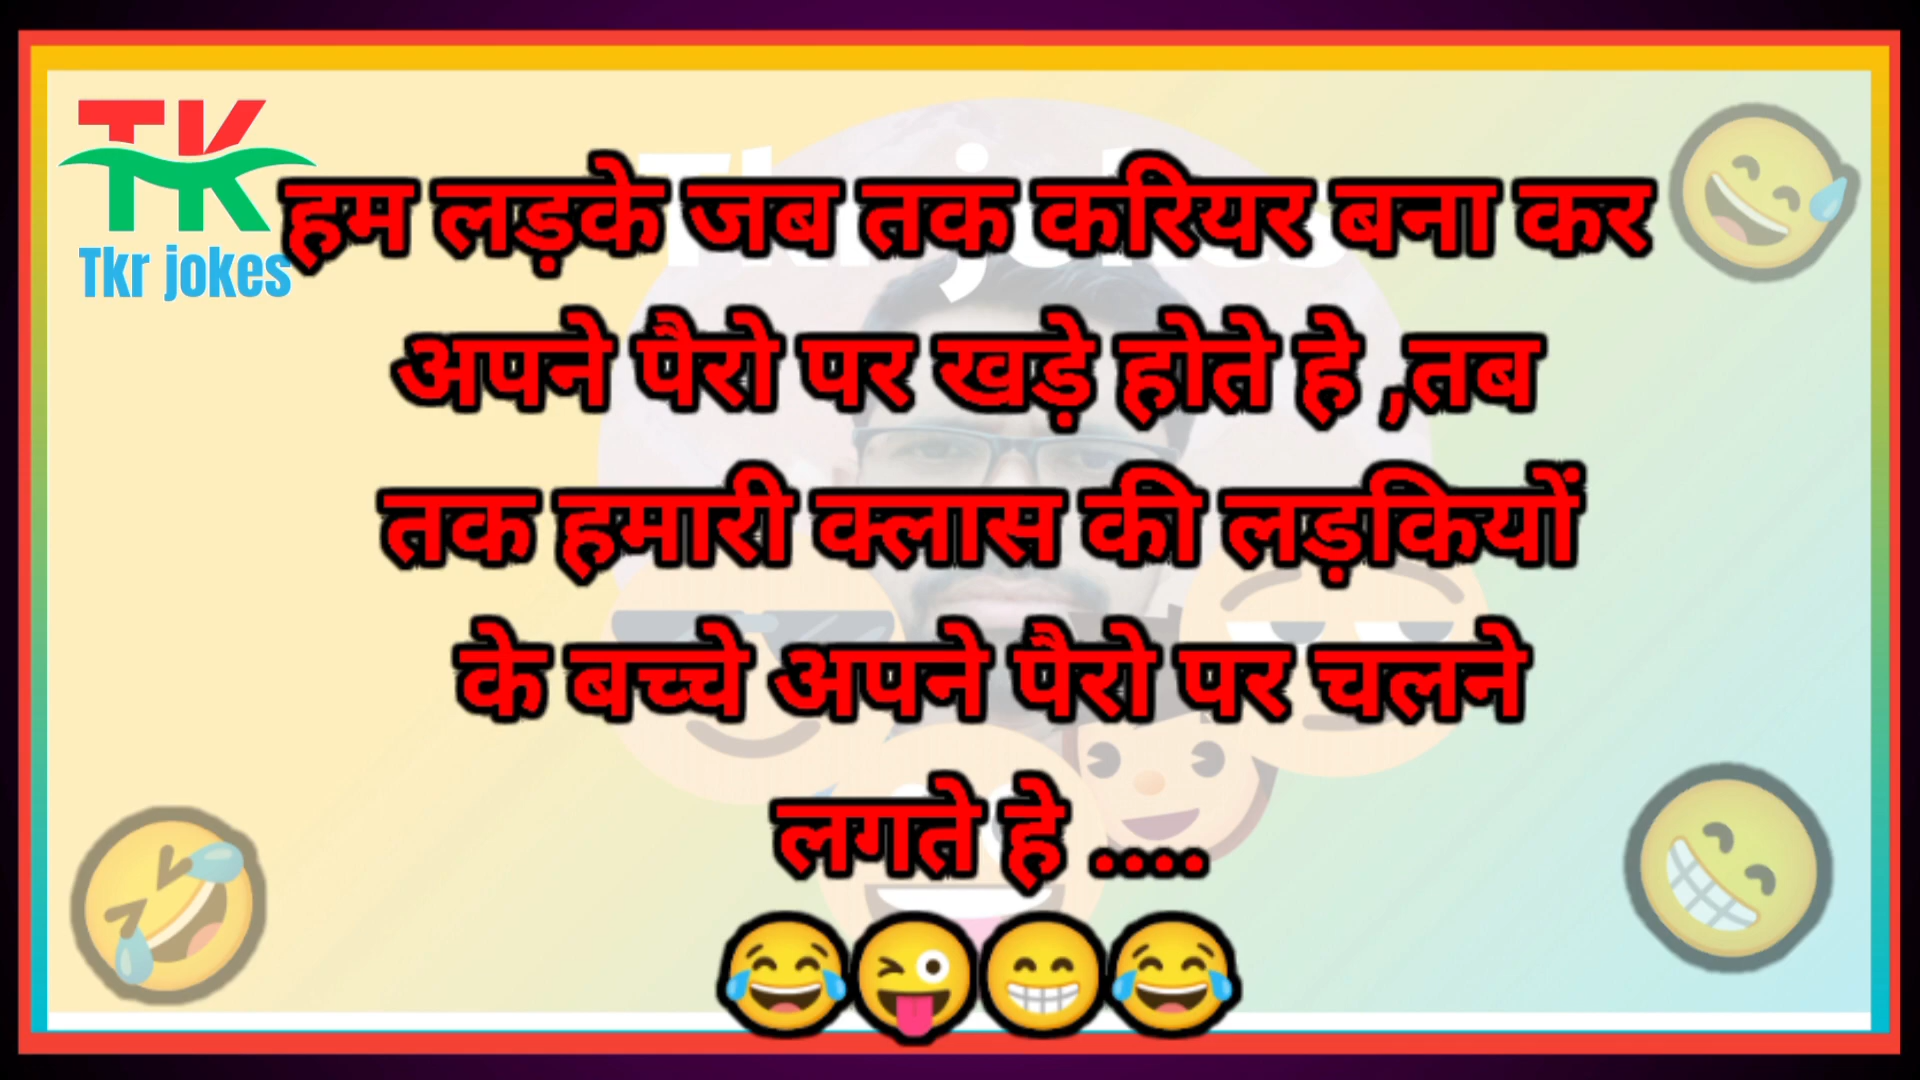 TK
Tkr jokes
हम लड़के जब तक करियर बना कर
अपने पैरो पर खड़े होते हे ,तब
तक हमारी क्लास की लड़कियों
के बच्चे अपने पैरो पर चलने
लगते हे ....